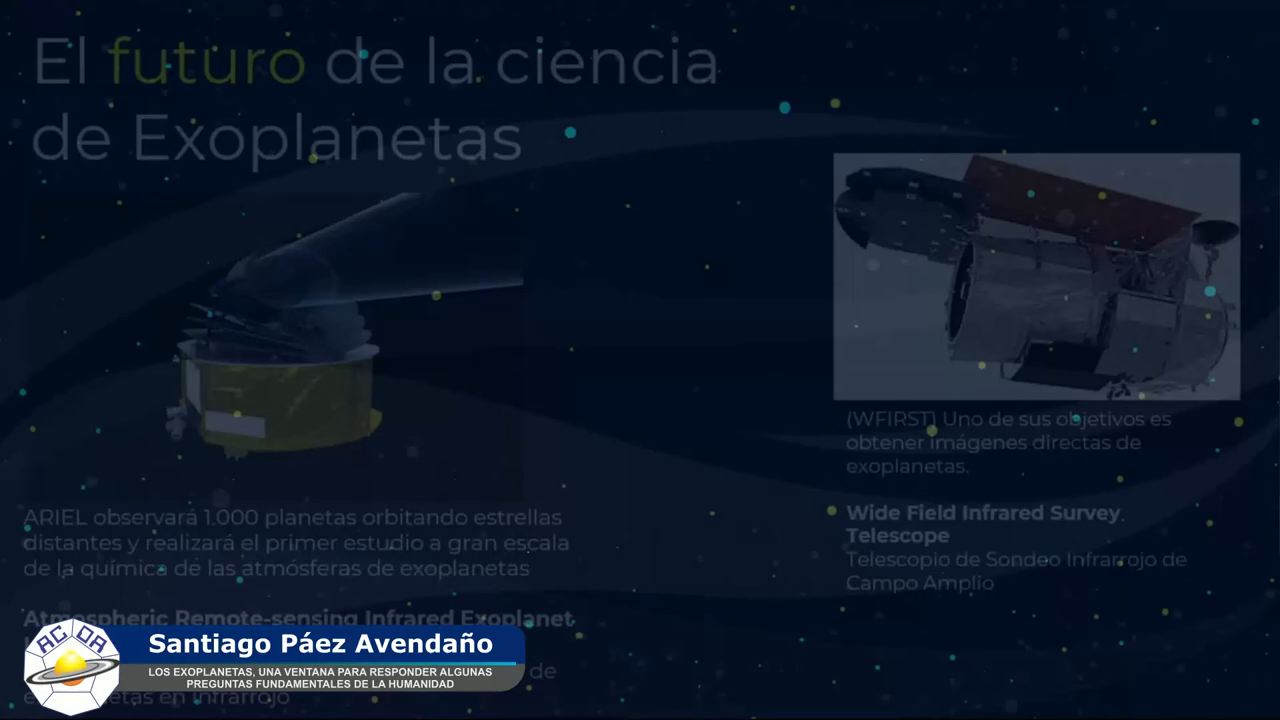 El futuro de la ciencia
de Exoplanetas
(WFIRST) Uno de sus objetivos es
obtener imágenes directas de
exoplanetas.
Wide Field Infrared Survey
Telescope
Telescopio de Sondeo Infrarrojo de
Campo Amplio
ARIEL observará 1.000 planetas orbitando estrellas
distantes y realizará el primer estudio a gran escala
de la química de las atmósferas de exoplanetas
Atmospheric Remote-sensing Infrared Exoplanet
de
en infrarrojo
ACDA
Santiago Páez Avendaño
LOS EXOPLANETAS, UNA VENTANA PARA RESPONDER ALGUNAS
PREGUNTAS FUNDAMENTALES DE LA HUMANIDAD